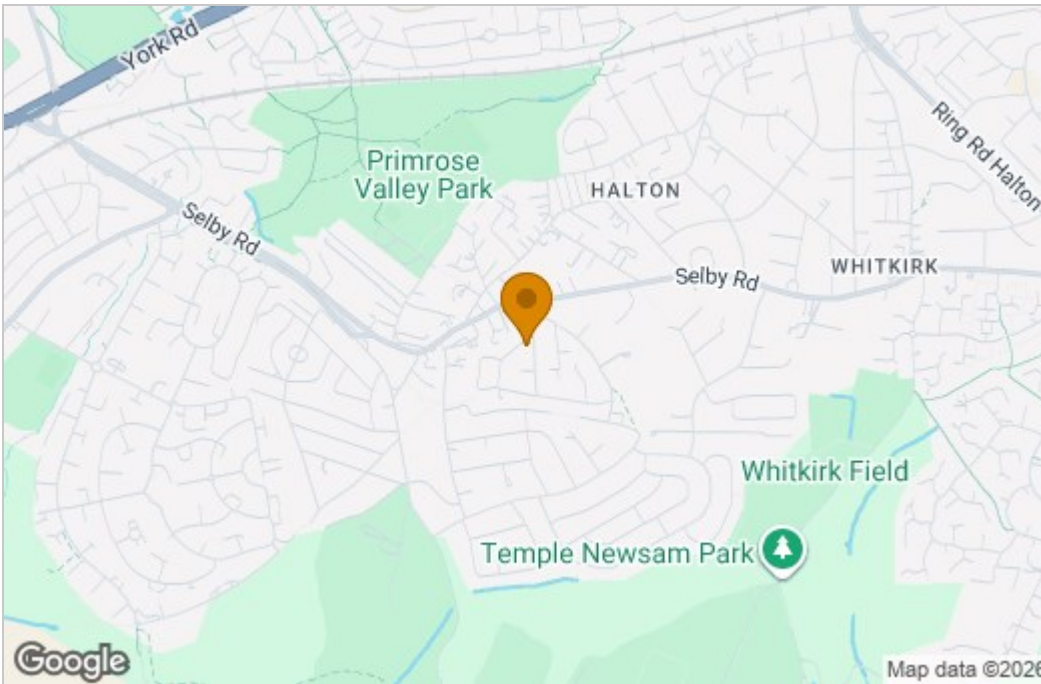 York Rd
Ring Rd Halton
Primrose
Valley Park
HALTON
Selby Rd
WHITKIRK
Selby Rd
Whitkirk Field
Temple Newsam Park
Google
Map data ©2026